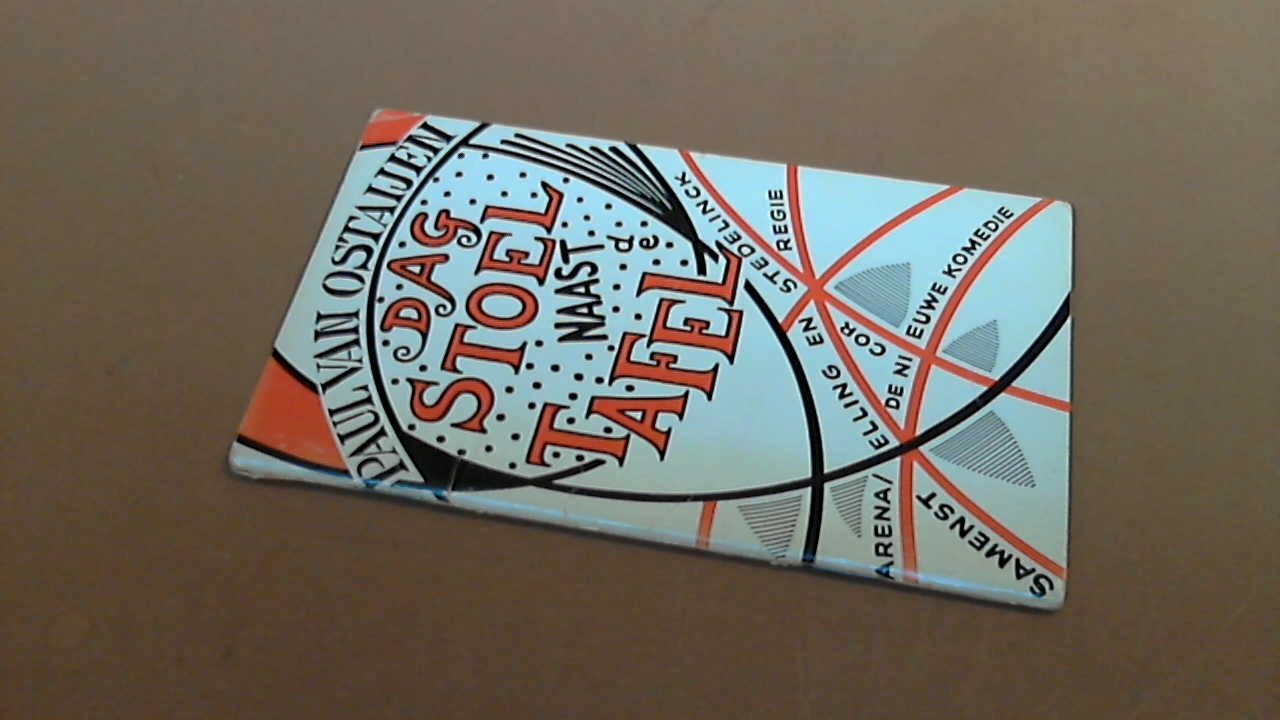 PAUL VAN OSTAIJEN
DAG
STOEL
NAAST
de
TAFEL
SAMENST
ELLING EN
REGIE
COR
STEDELINCK
ARENA/
DE NI
EUWE KOMEDIE